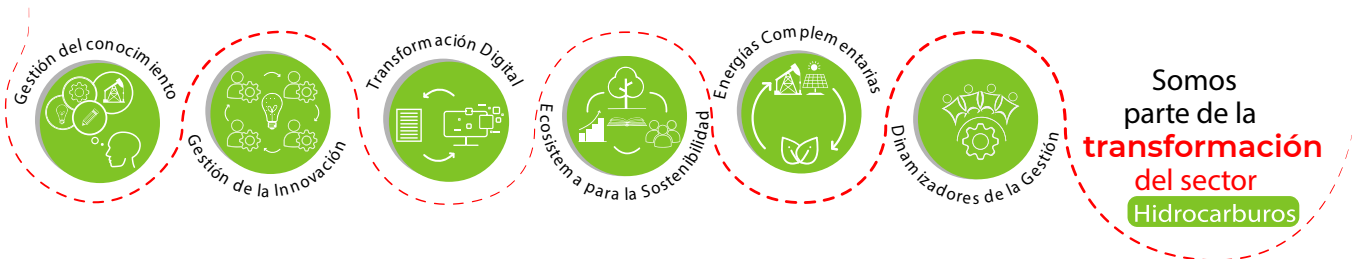 Gestión del conocimiento
Gestión de la Innovación
Transformación Digital
Ecosistema para la Sostenibilidad
Energías Complementarias
Dinamizadores de la Gestión
Somos
parte de la
transformación
del sector
Hidrocarburos